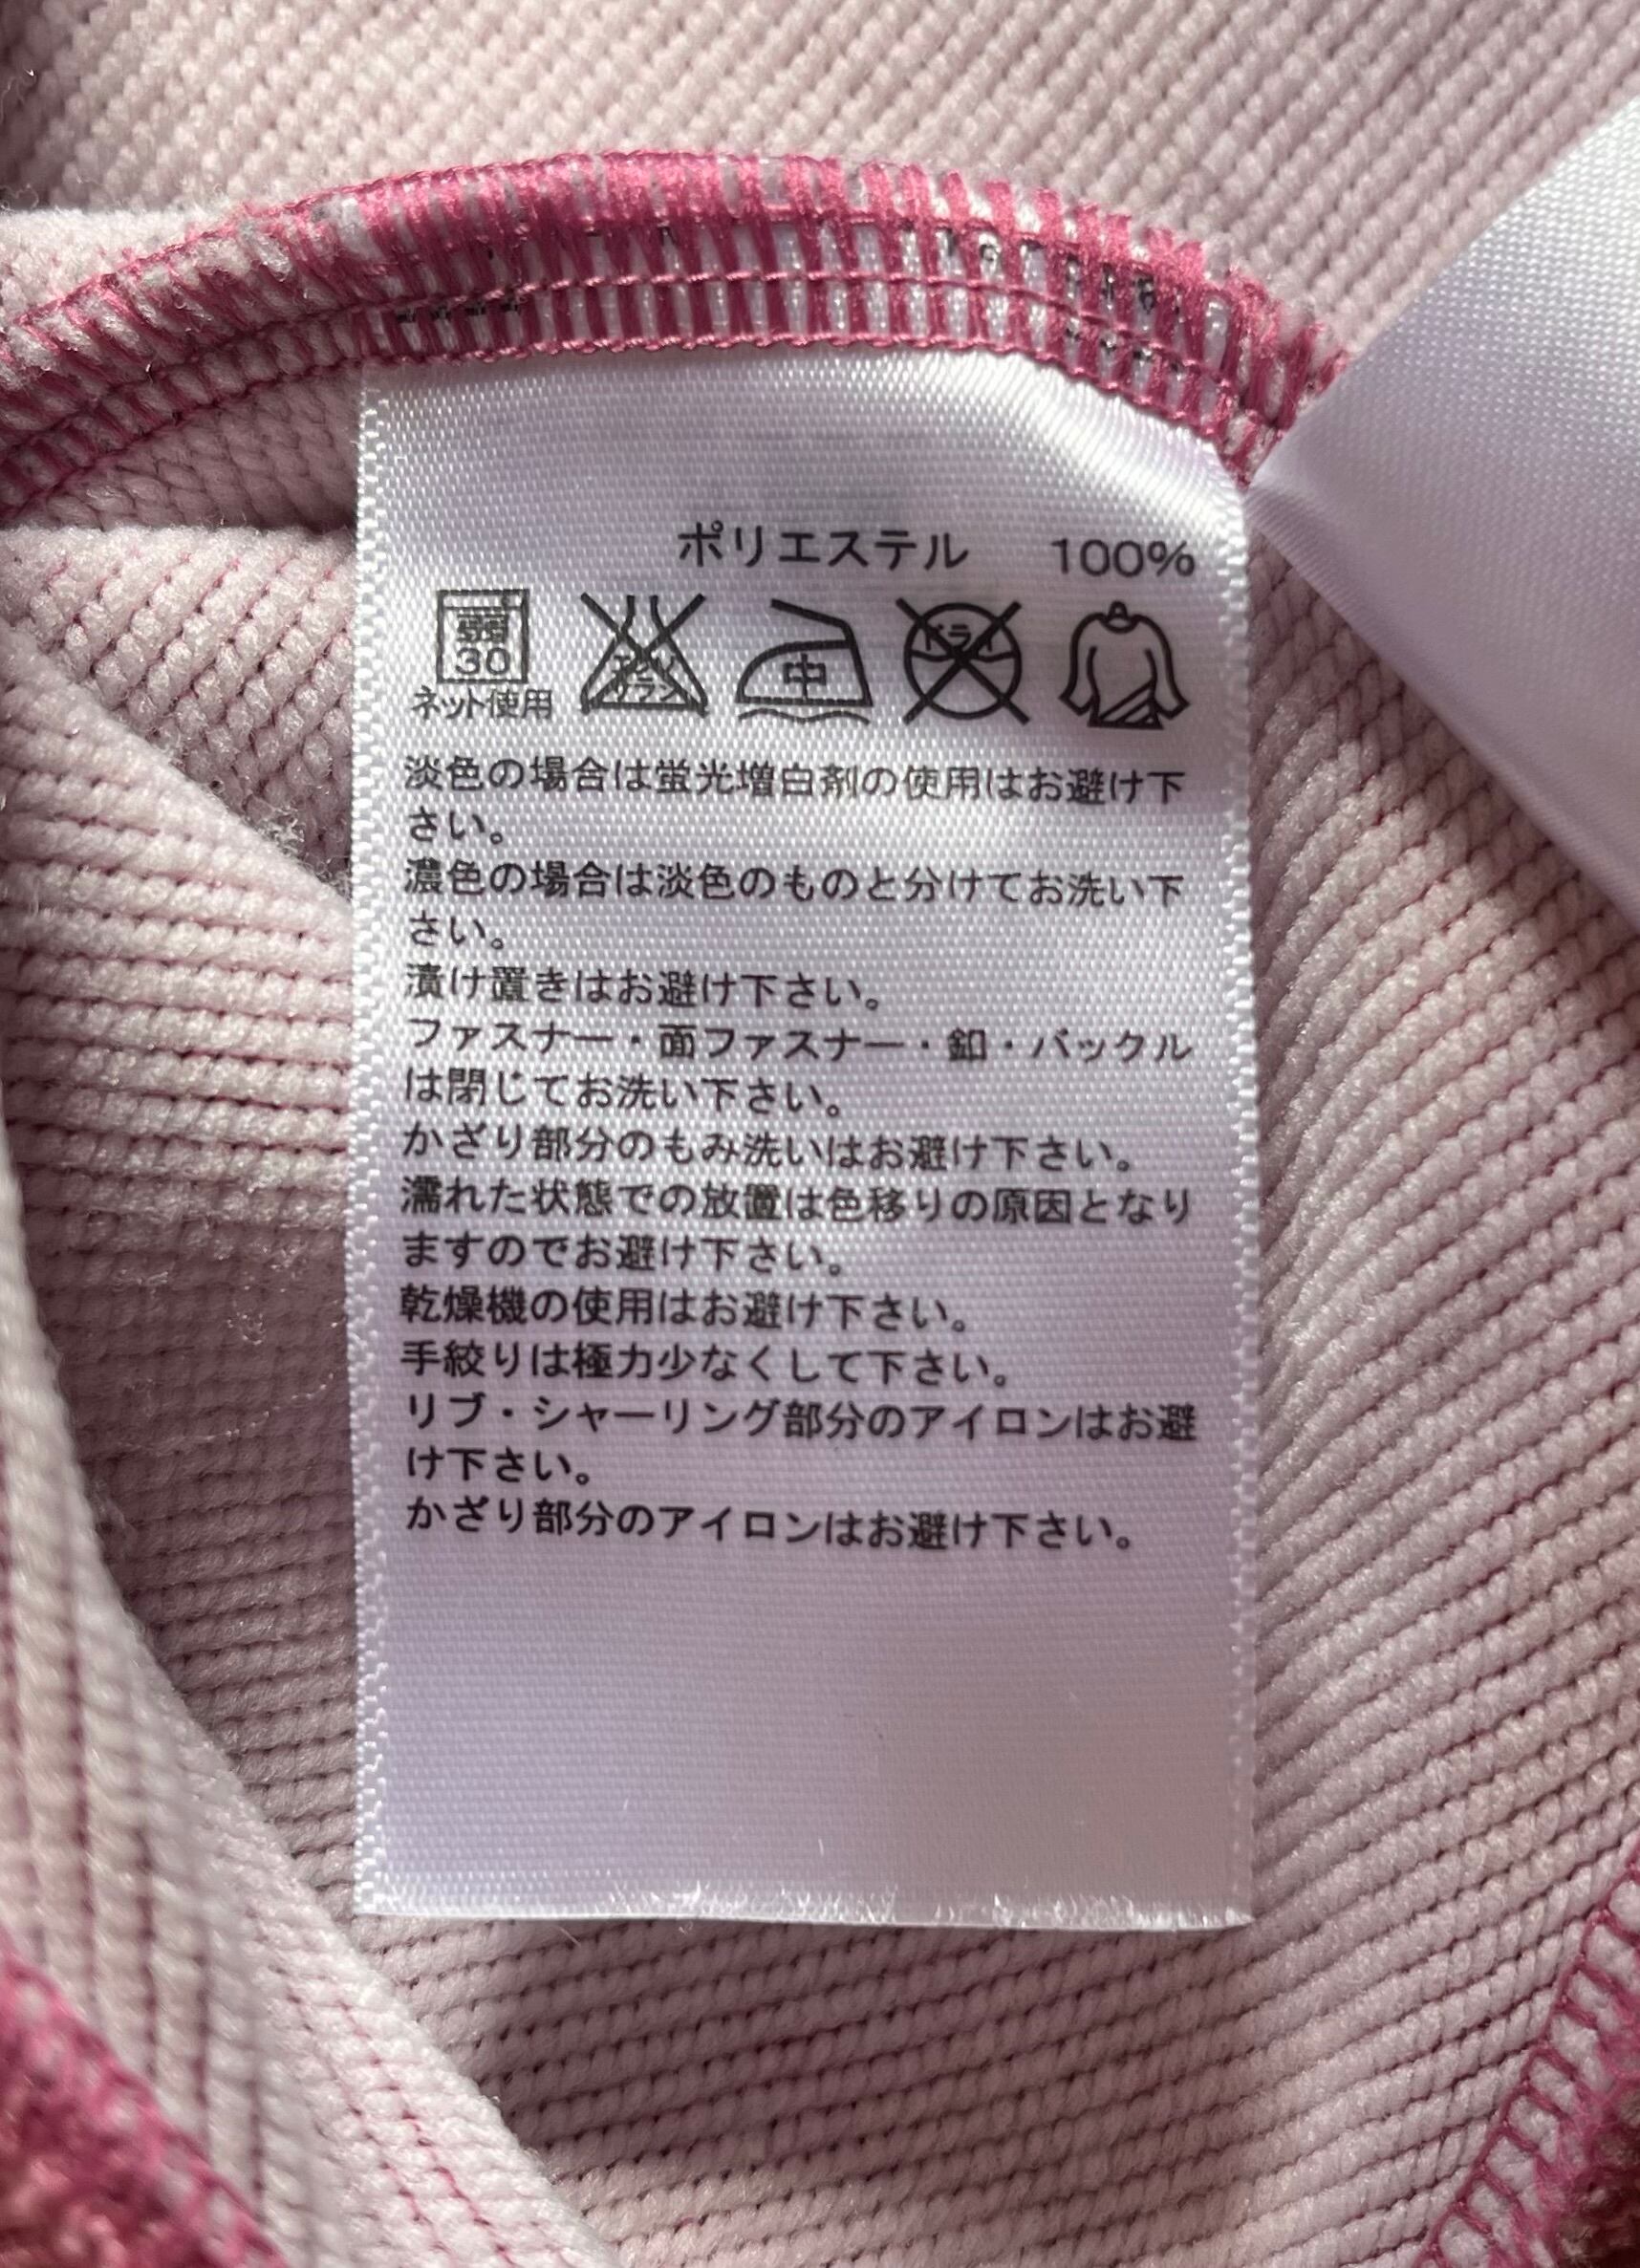 ポリエステル 100%
弱
30
ネット使用
エンソ
サラシ
中
ドライ
淡色の場合は蛍光増白剤の使用はお避け下
さい。
濃色の場合は淡色のものと分けてお洗い下
さい。
漬け置きはお避け下さい。
ファスナー・面ファスナー・釦・バックル
は閉じてお洗い下さい。
かざり部分のもみ洗いはお避け下さい。
濡れた状態での放置は色移りの原因となり
ますのでお避け下さい。
乾燥機の使用はお避け下さい。
手絞りは極力少なくして下さい。
リブ・シャーリング部分のアイロンはお避
け下さい。
かざり部分のアイロンはお避け下さい。